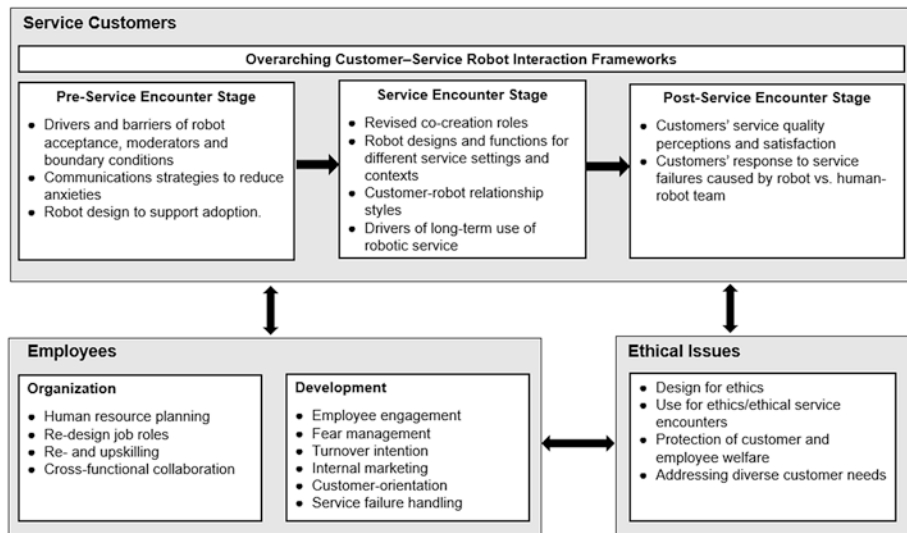 Service Customers
Overarching Customer–Service Robot Interaction Frameworks
Pre-Service Encounter Stage
● Drivers and barriers of robot
acceptance, moderators and
boundary conditions
● Communications strategies to reduce
anxieties
● Robot design to support adoption.
Service Encounter Stage
● Revised co-creation roles
● Robot designs and functions for
different service settings and
contexts
● Customer-robot relationship
styles
● Drivers of long-term use of
robotic service
Post-Service Encounter Stage
● Customers’ service quality
perceptions and satisfaction
● Customers’ response to service
failures caused by robot vs. human-
robot team
Employees
Organization
● Human resource planning
● Re-design job roles
● Re- and upskilling
● Cross-functional collaboration
Development
● Employee engagement
● Fear management
● Turnover intention
● Internal marketing
● Customer-orientation
● Service failure handling
Ethical Issues
● Design for ethics
● Use for ethics/ethical service
encounters
● Protection of customer and
employee welfare
● Addressing diverse customer needs